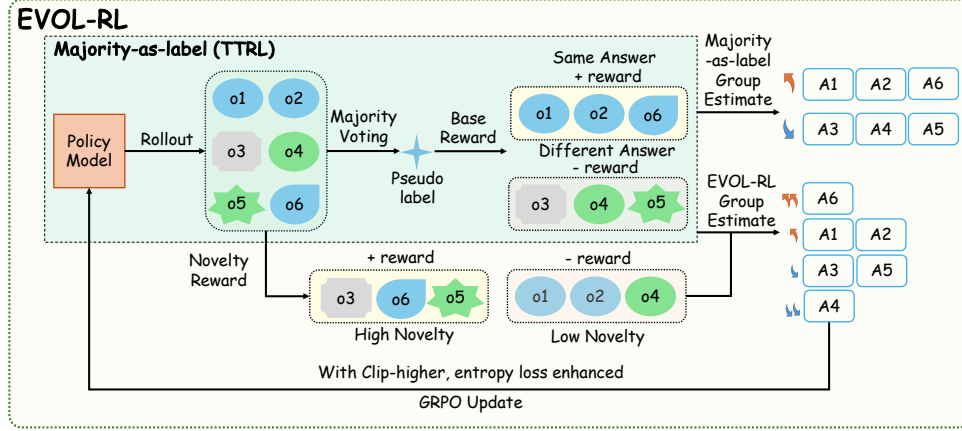 EVOL-RL
Majority-as-label (TTRL)
Policy
Model
Rollout
o1
o2
o3
o4
o5
o6
Majority
Voting
Pseudo
label
Base
Reward
Same Answer
+ reward
o1
o2
o6
Different Answer
- reward
o3
o4
o5
Majority
-as-label
Group
Estimate
A1
A2
A6
A3
A4
A5
EVOL-RL
Group
Estimate
A6
A1
A2
A3
A5
A4
Novelty
Reward
+ reward
o3
o6
o5
High Novelty
- reward
o1
o2
o4
Low Novelty
With Clip-higher, entropy loss enhanced
GRPO Update